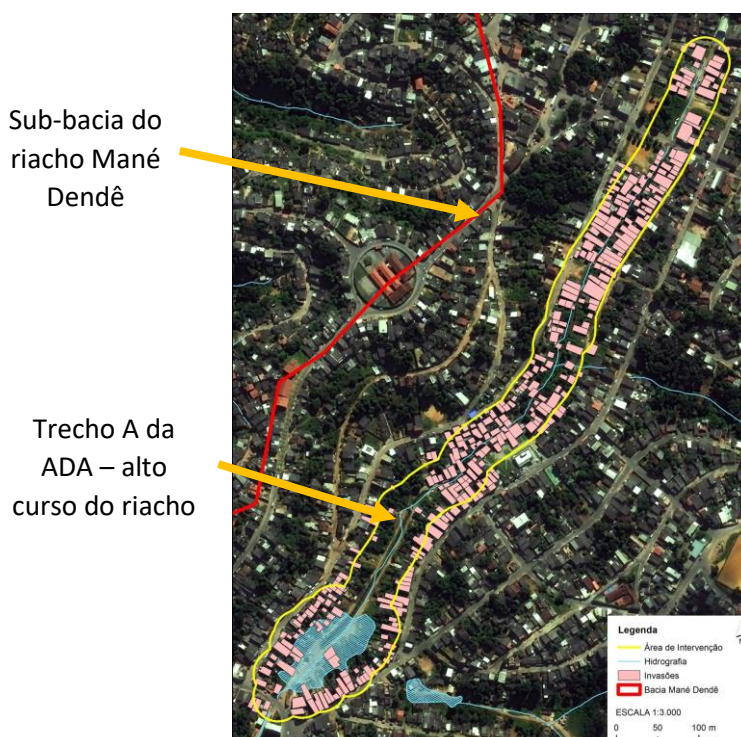 Sub-bacia do
riacho Mané
Dendê
Trecho A da
ADA – alto
curso do riacho
Legenda
Área de Intervenção
Hidrografia
Invasões
Bacia Mané Dendê
ESCALA 1:3.000
0 50 100 m